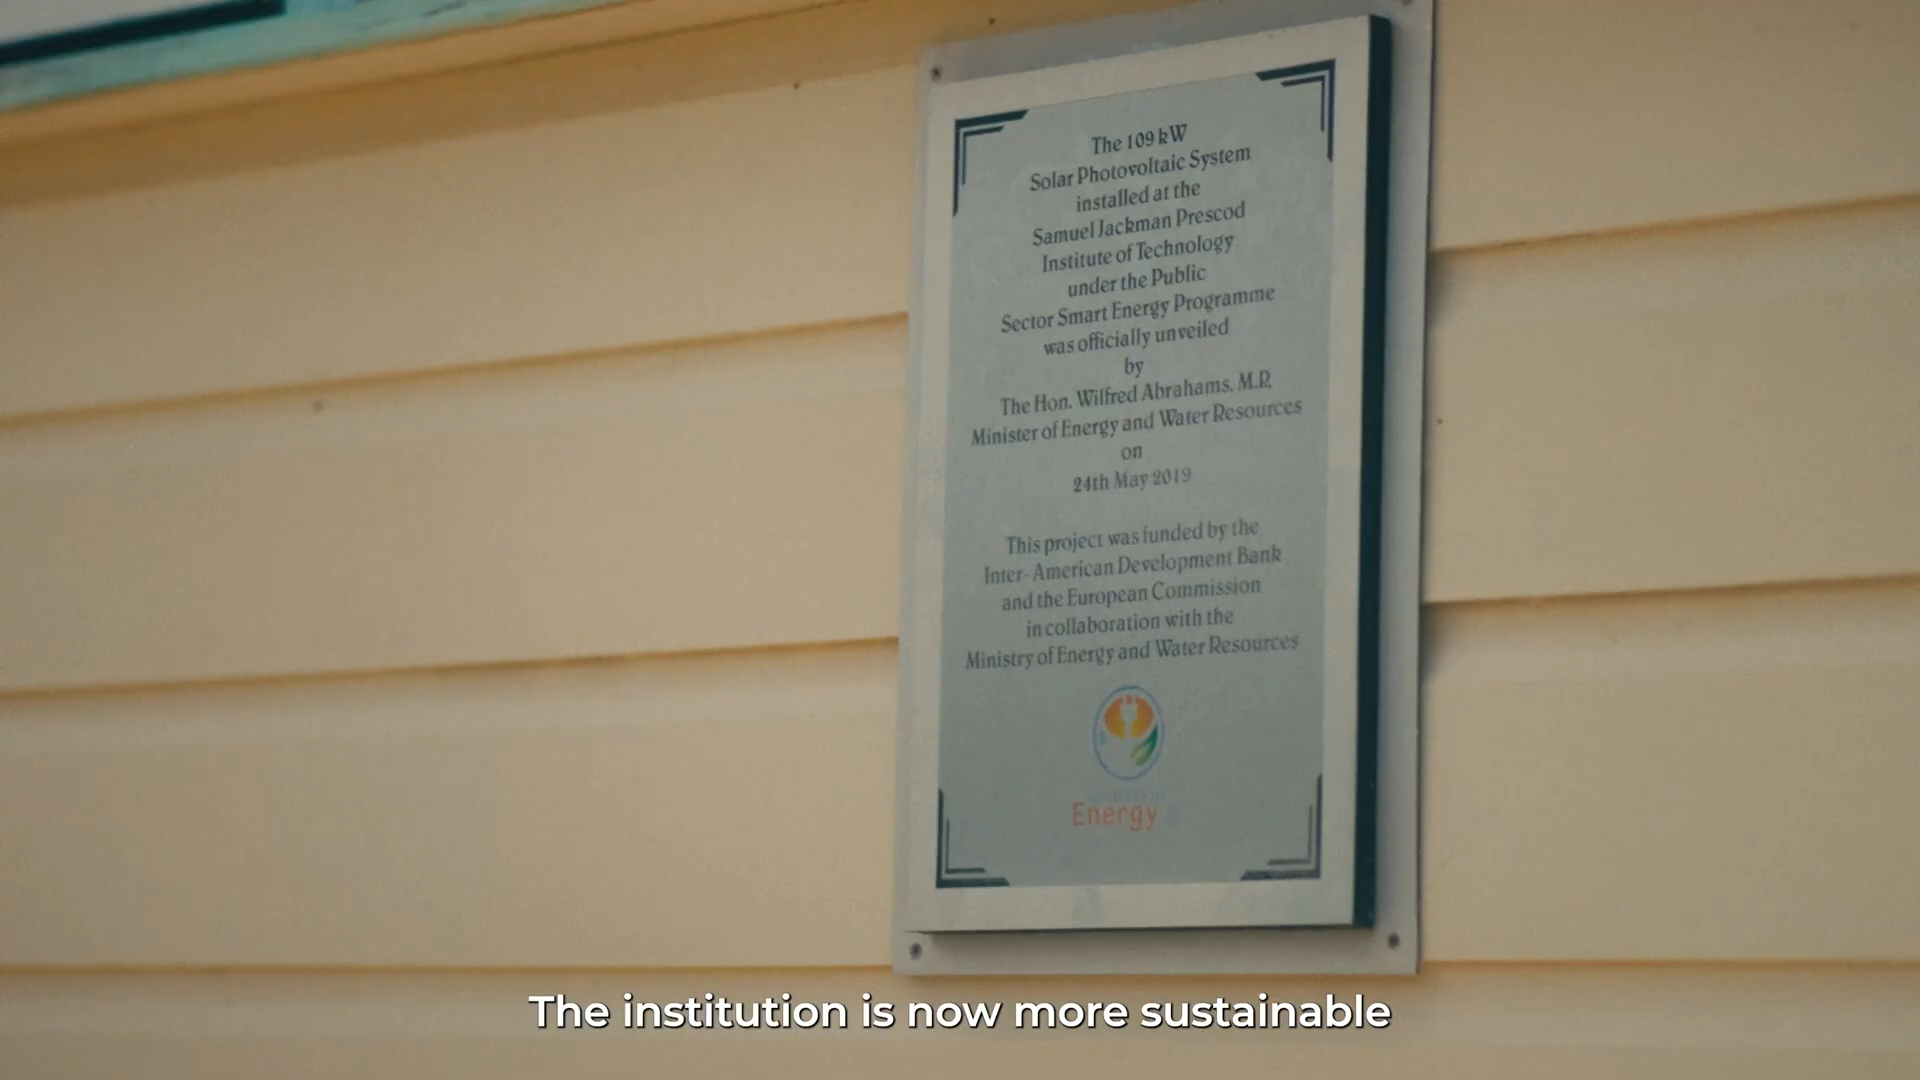 The 109 kW
Solar Photovoltaic System
installed at the
Samuel Jackman Prescod
Institute of Technology
under the Public
Sector Smart Energy Programme
was officially unveiled
by
The Hon. Wilfred Abrahams, M.P.,
Minister of Energy and Water Resources
on
24th May 2019
This project was funded by the
Inter-American Development Bank
and the European Commission
in collaboration with the
Ministry of Energy and Water Resources
Energy
The institution is now more sustainable